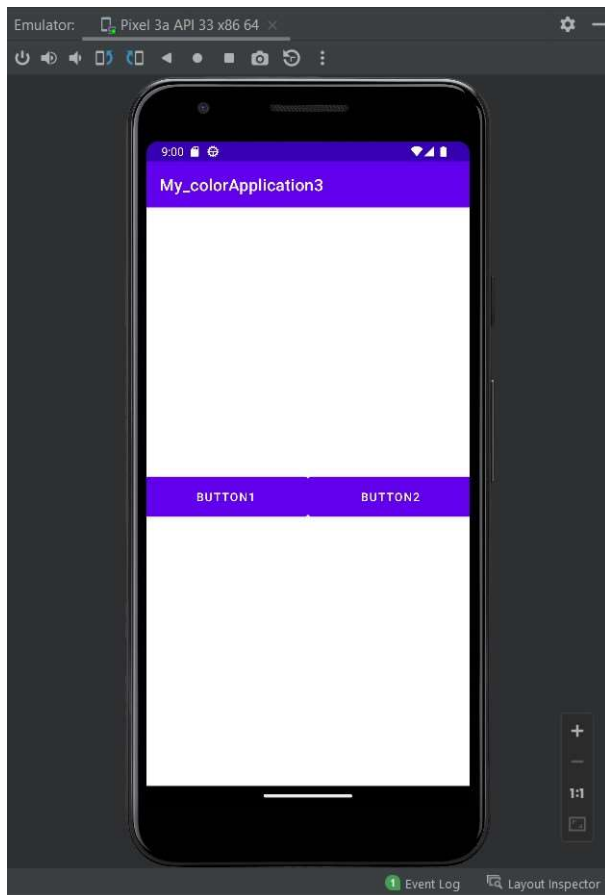 Emulator: Pixel 3a API 33 x86 64
9:00
My_colorApplication3
BUTTON1 BUTTON2
1:1
1 Event Log Layout Inspector